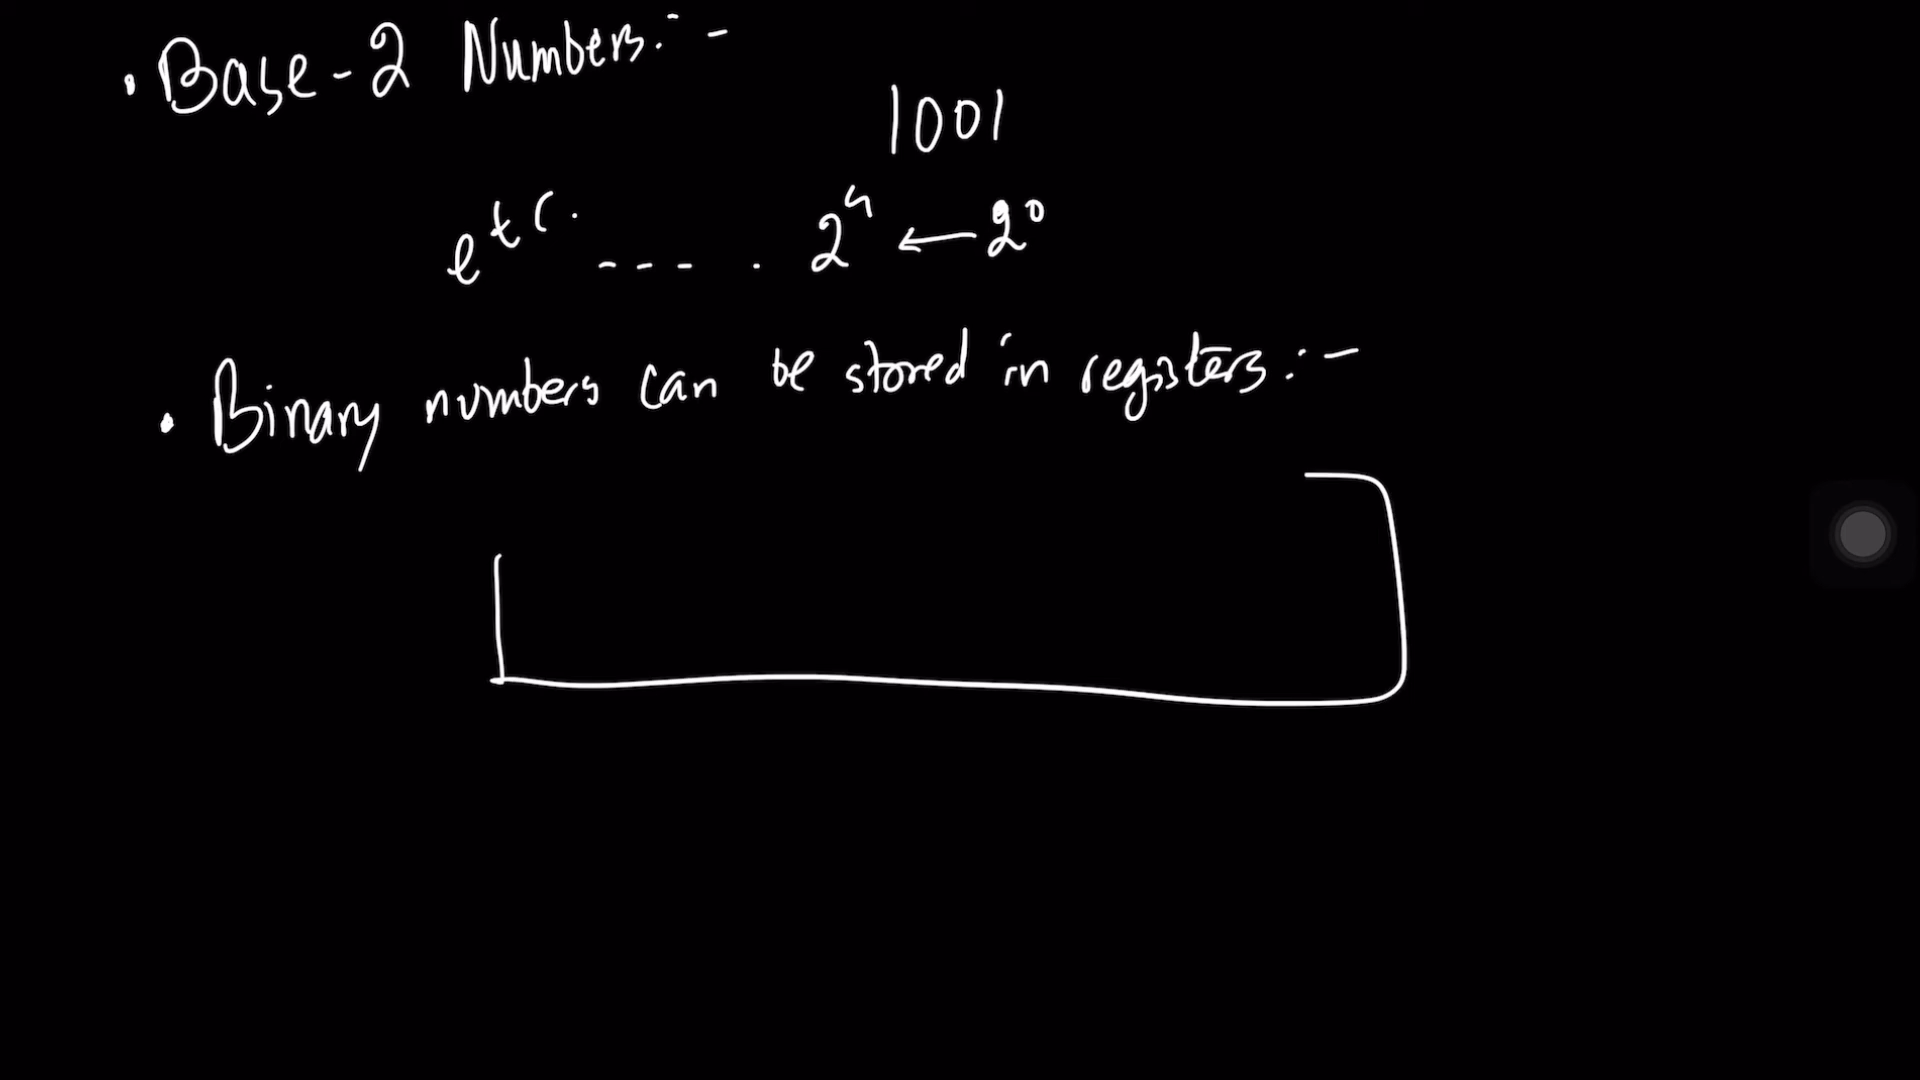 • Base-2 Numbers:-
1001
etc. ---- . 2⁴ ← 2⁰
• Binary numbers can be stored in registers:-